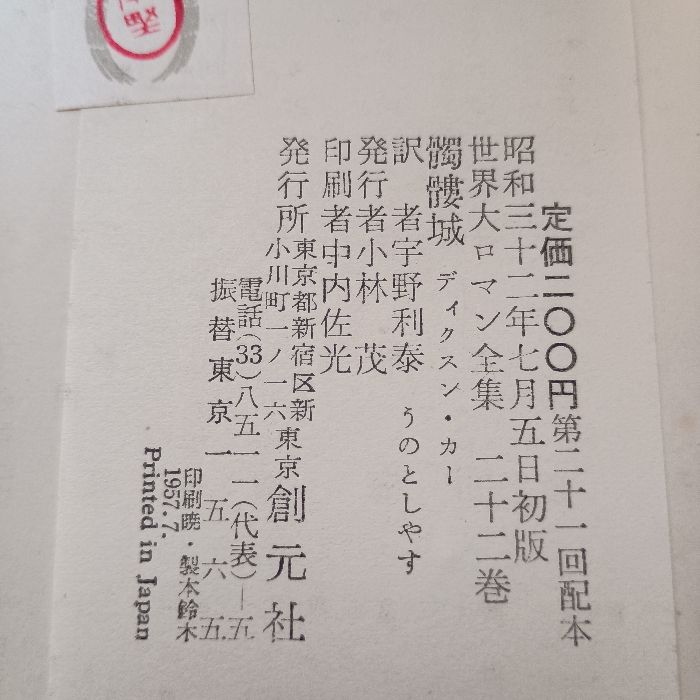 定価二〇〇円 第二十一回配本
昭和三十二年七月五日初版
世界大ロマン全集 二十二巻
髑髏城 ディクスン・カー
訳者 宇野利泰 うのとしやす
発行者 小林茂
印刷者 中内佐光
発行所 東京都新宿区新小川町一ノ一六 東京創元社
電話(33)八五一一(代表)―五
振替東京一五六五
印刷暁・製本鈴木
1957.7.
Printed in Japan